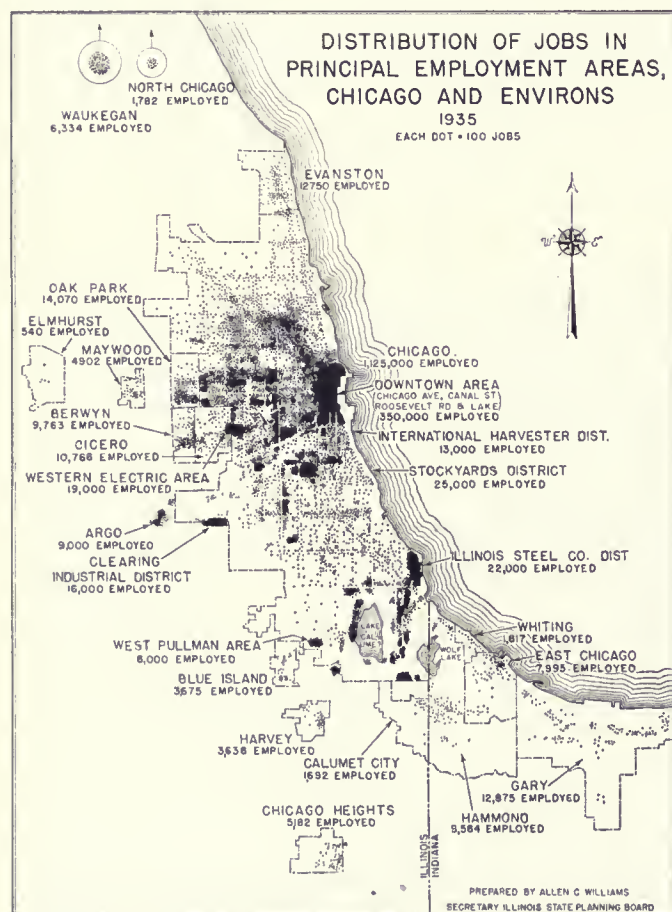 DISTRIBUTION OF JOBS IN
PRINCIPAL EMPLOYMENT AREAS,
CHICAGO AND ENVIRONS
1935
EACH DOT = 100 JOBS
NORTH CHICAGO
1,782 EMPLOYED
WAUKEGAN
6,334 EMPLOYED
EVANSTON
12750 EMPLOYED
W E
OAK PARK
14,070 EMPLOYED
ELMHURST
540 EMPLOYED
MAYWOOD
4902 EMPLOYED
BERWYN
9,763 EMPLOYED
CICERO
10,768 EMPLOYED
WESTERN ELECTRIC AREA
19,000 EMPLOYED
ARGO
9,000 EMPLOYED
CLEARING
INDUSTRIAL DISTRICT
16,000 EMPLOYED
CHICAGO
1,125,000 EMPLOYED
DOWNTOWN AREA
(CHICAGO AVE, CANAL ST
ROOSEVELT RD & LAKE)
350,000 EMPLOYED
INTERNATIONAL HARVESTER DIST.
13,000 EMPLOYED
STOCKYARDS DISTRICT
25,000 EMPLOYED
ILLINOIS STEEL CO. DIST
22,000 EMPLOYED
LAKE
CALUMET
WOLF
LAKE
WHITING
1,817 EMPLOYED
EAST CHICAGO
7,995 EMPLOYED
WEST PULLMAN AREA
EMPLOYED
BLUE ISLAND
3,675 EMPLOYED
HARVEY
3,638 EMPLOYED
CALUMET CITY
1692 EMPLOYED
CHICAGO HEIGHTS
5,182 EMPLOYED
GARY
12,875 EMPLOYED
HAMMOND
EMPLOYED
ILLINOIS
INDIANA
PREPARED BY ALLEN C WILLIAMS
SECRETARY ILLINOIS STATE PLANNING BOARD